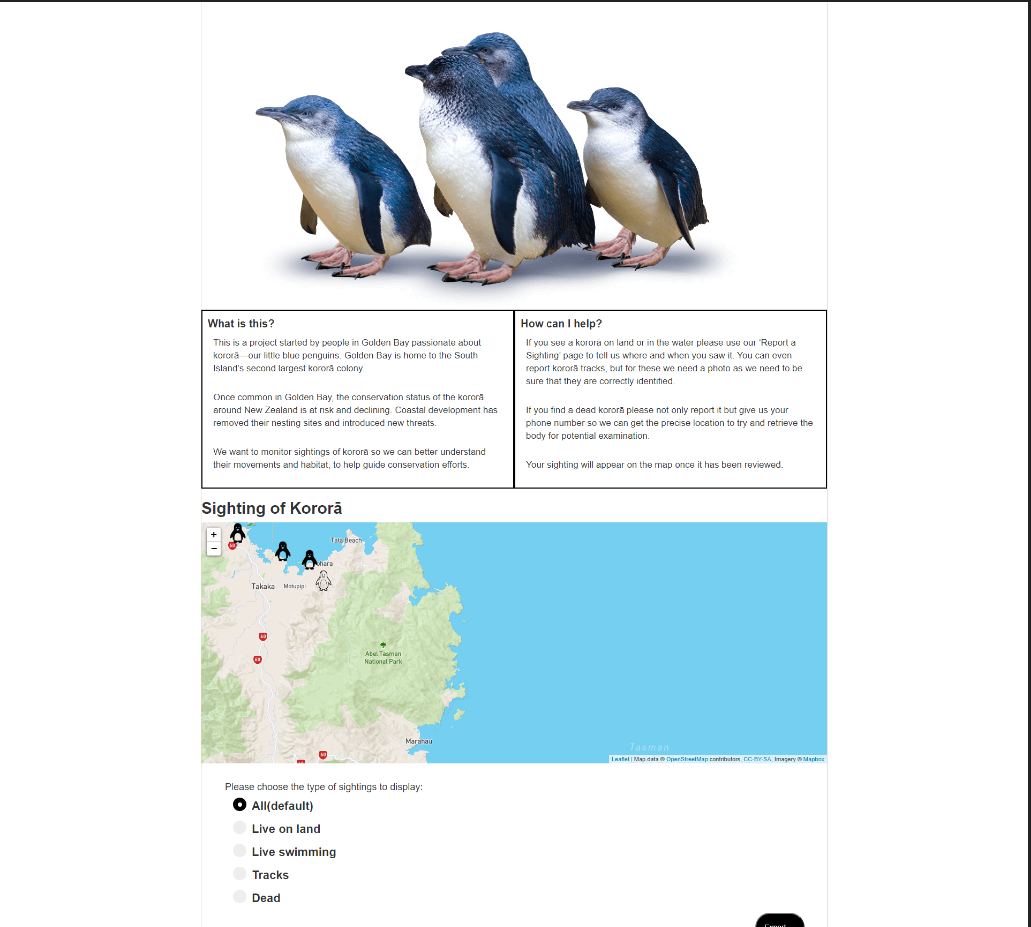 What is this?
This is a project started by people in Golden Bay passionate about
kororā—our little blue penguins. Golden Bay is home to the South
Island's second largest kororā colony.
Once common in Golden Bay, the conservation status of the kororā
around New Zealand is at risk and declining. Coastal development has
removed their nesting sites and introduced new threats.
We want to monitor sightings of kororā so we can better understand
their movements and habitat, to help guide conservation efforts.
How can I help?
If you see a kororā on land or in the water please use our 'Report a
Sighting' page to tell us where and when you saw it. You can even
report kororā tracks, but for these we need a photo as we need to be
sure that they are correctly identified.
If you find a dead kororā please not only report it but give us your
phone number so we can get the precise location to try and retrieve the
body for potential examination.
Your sighting will appear on the map once it has been reviewed.
Sighting of Kororā
+
−
Tata Beach
Takaka
Motupipi
60
60
60
Abel Tasman
National Park
Marahau
Tasman
Leaflet | Map data © OpenStreetMap contributors, CC-BY-SA, Imagery © Mapbox
Please choose the type of sightings to display:
All(default)
Live on land
Live swimming
Tracks
Dead